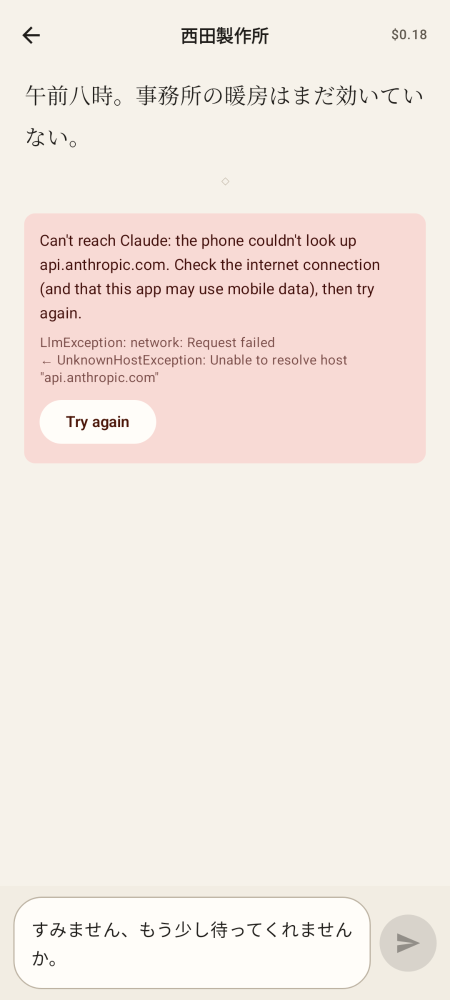 西田製作所
$0.18
午前八時。事務所の暖房はまだ効いてい
ない。
Can't reach Claude: the phone couldn't look up
api.anthropic.com. Check the internet connection
(and that this app may use mobile data), then try
again.
LlmException: network: Request failed
← UnknownHostException: Unable to resolve host
"api.anthropic.com"
Try again
すみません、もう少し待ってくれません
か。